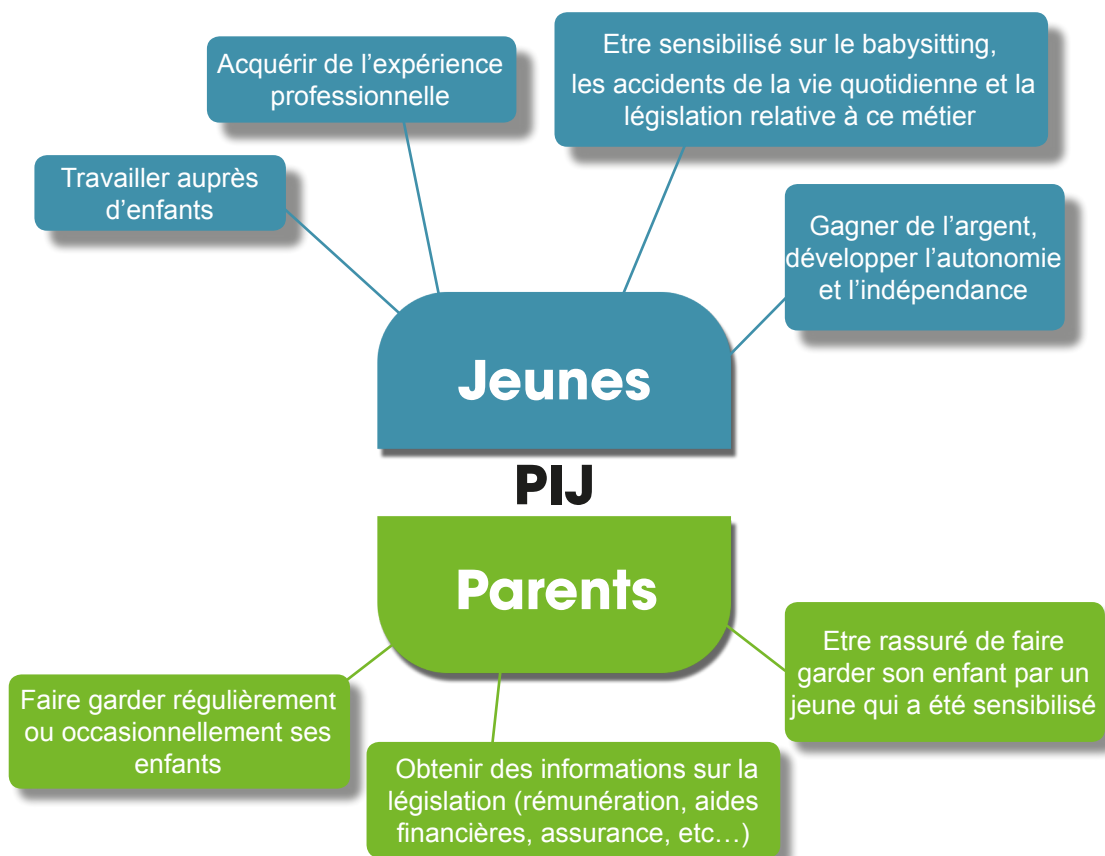 Acquérir de l’expérience
professionnelle
Etre sensibilisé sur le babysitting,
les accidents de la vie quotidienne et la
législation relative à ce métier
Travailler auprès
d’enfants
Gagner de l’argent,
développer l’autonomie
et l’indépendance
Jeunes
PIJ
Parents
Etre rassuré de faire
garder son enfant par un
jeune qui a été sensibilisé
Faire garder régulièrement
ou occasionnellement ses
enfants
Obtenir des informations sur la
législation (rémunération, aides
financières, assurance, etc…)